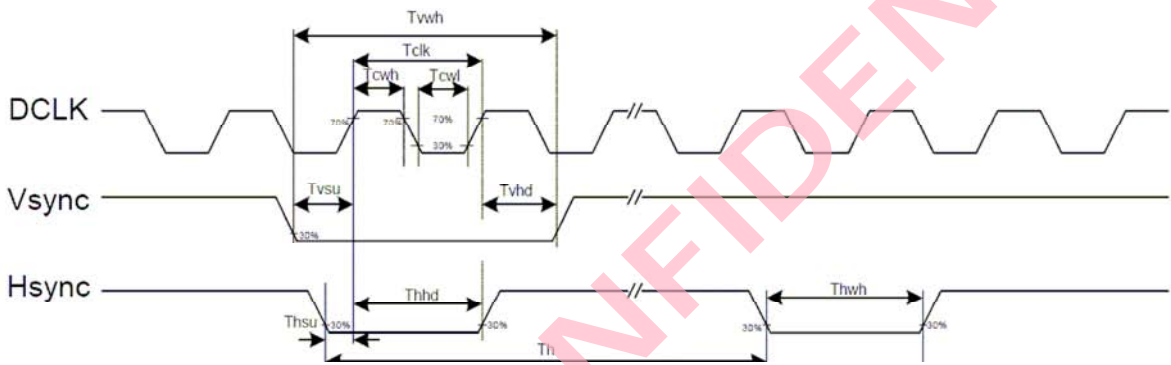 Tvwh
Tclk
Tcwh Tcwl
DCLK
70% 70% 70%
30%
Vsync
Tvsu Tvhd
30%
Hsync
Thhd Thwh
Thsu 30% 30% 30% 30%
Th
NFIDEN